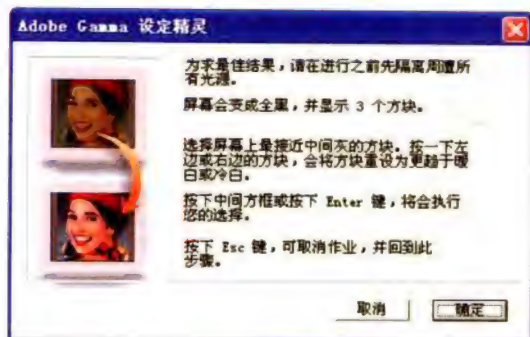 Adobe Gamma 设定精灵
为求最佳结果，请在进行之前先隔离周遭所
有光源。
屏幕会变成全黑，并显示 3 个方块。
选择屏幕上最接近中间灰的方块。按一下左
边或右边的方块，会将方块重设为更趋于暖
白或冷白。
按下中间方框或按下 Enter 键，将会执行
您的选择。
按下 Esc 键，可取消作业，并回到此
步骤。
取消
确定